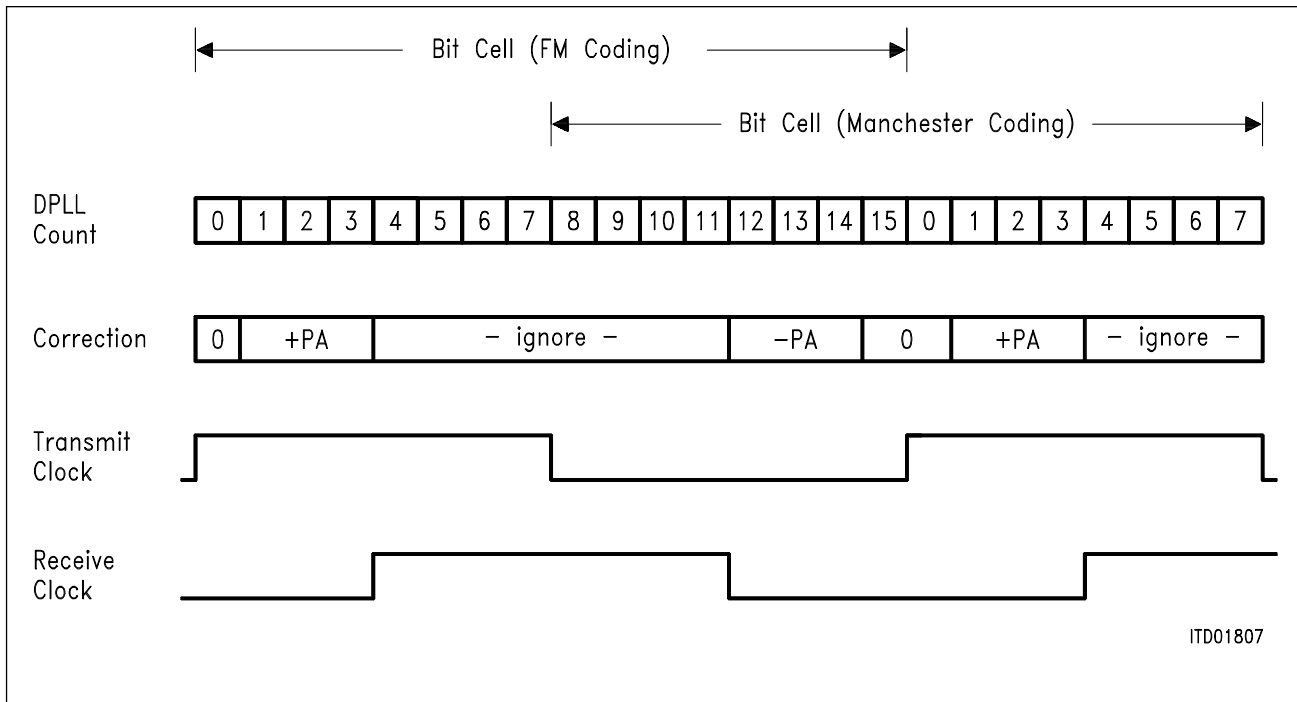 Bit Cell (FM Coding)
Bit Cell (Manchester Coding)
DPLL
Count
0 1 2 3 4 5 6 7 8 9 10 11 12 13 14 15 0 1 2 3 4 5 6 7
Correction
0 +PA – ignore – –PA 0 +PA – ignore –
Transmit
Clock
Receive
Clock
ITD01807